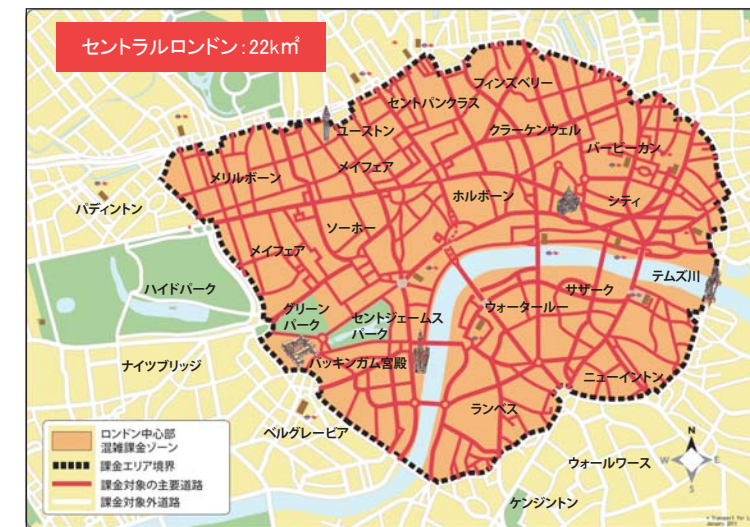 セントラルロンドン：22k㎡
フィンズベリー
セントパンクラス
ユーストン
クラーケンウェル
メイフェア
バービーカン
メリルボーン
ホルボーン
シティ
パディントン
ソーホー
メイフェア
テムズ川
ハイドパーク
サザーク
グリーン
パーク
セントジェームス
パーク
ウォータールー
ナイツブリッジ
バッキンガム宮殿
ニューイントン
ランベス
ベルグレービア
ロンドン中心部
混雑課金ゾーン
課金エリア境界
課金対象の主要道路
課金対象外道路
ウォールワース
ケンジントン
N
W
E
S